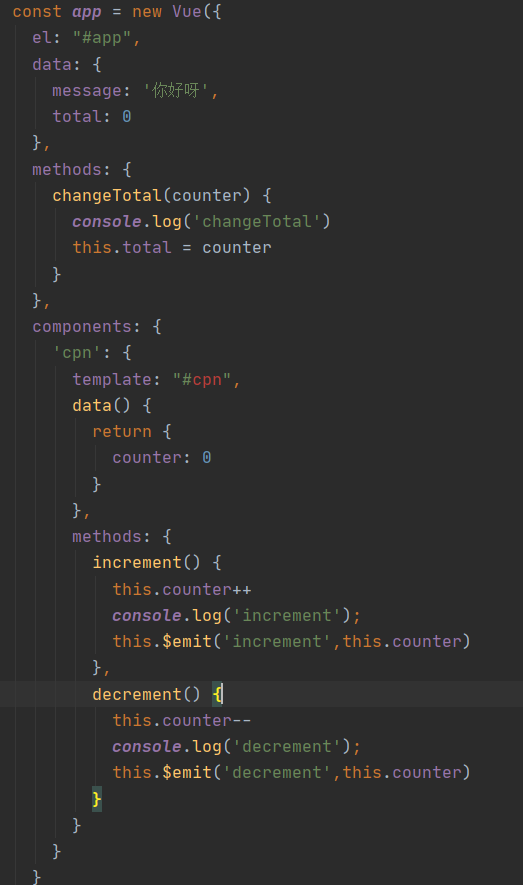 const app = new Vue({
  el: "#app",
  data: {
    message: '你好呀',
    total: 0
  },
  methods: {
    changeTotal(counter) {
      console.log('changeTotal')
      this.total = counter
    }
  },
  components: {
    'cpn': {
      template: "#cpn",
      data() {
        return {
          counter: 0
        }
      },
      methods: {
        increment() {
          this.counter++
          console.log('increment');
          this.$emit('increment',this.counter)
        },
        decrement() {
          this.counter--
          console.log('decrement');
          this.$emit('decrement',this.counter)
        }
      }
    }
  }